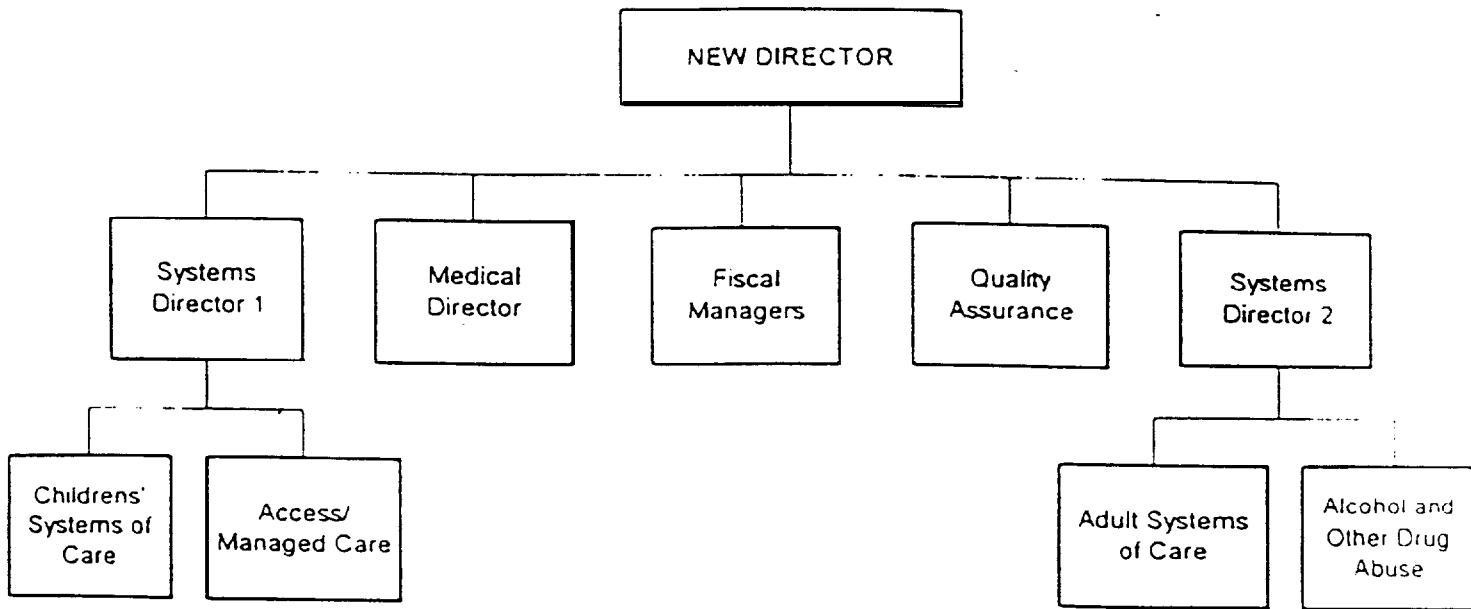 NEW DIRECTOR
Systems
Director 1
Medical
Director
Fiscal
Managers
Quality
Assurance
Systems
Director 2
Childrens'
Systems of
Care
Access/
Managed Care
Adult Systems
of Care
Alcohol and
Other Drug
Abuse